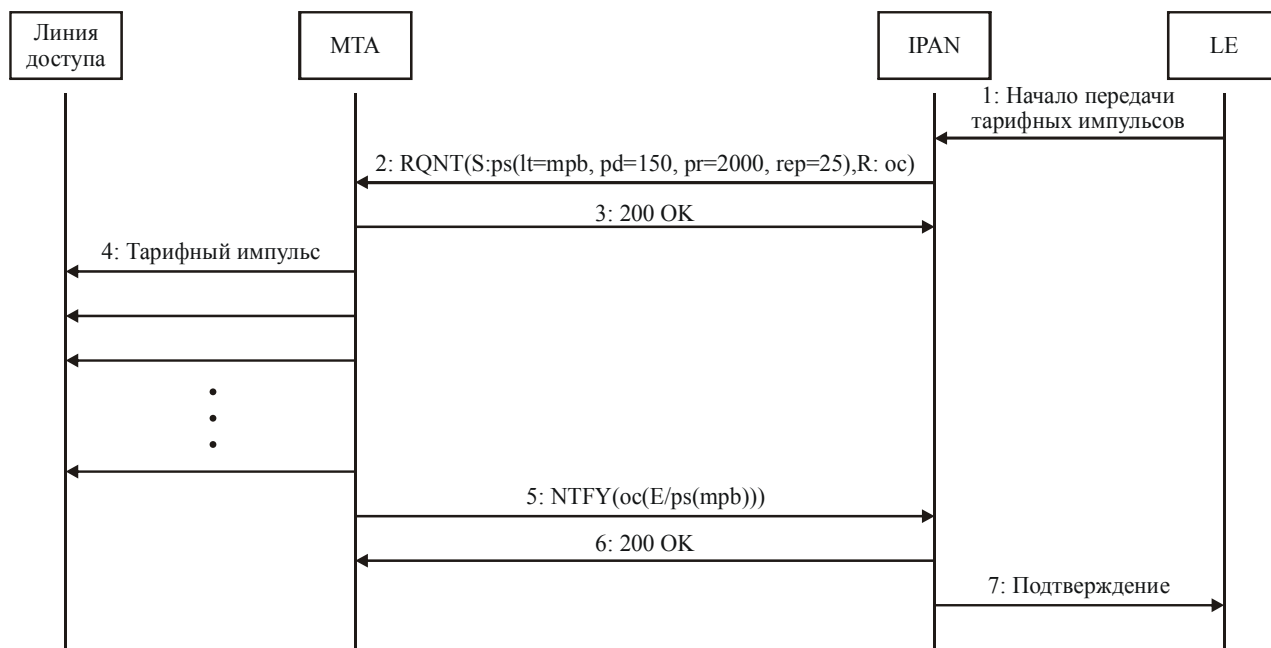 Линия
доступа
MTA
IPAN
LE
1: Начало передачи
тарифных импульсов
2: RQNT(S:ps(lt=mpb, pd=150, pr=2000, rep=25),R: oc)
3: 200 OK
4: Тарифный импульс
5: NTFY(oc(E/ps(mpb)))
6: 200 OK
7: Подтверждение